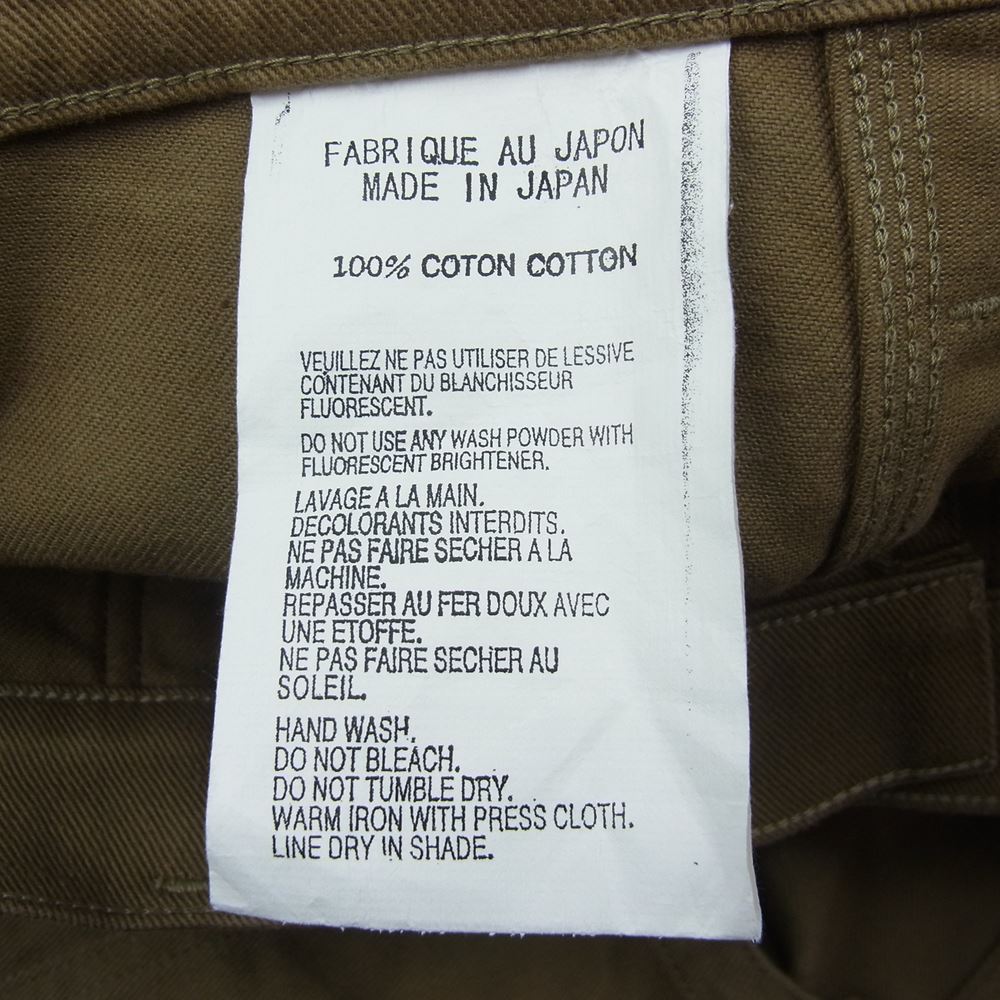 FABRIQUE AU JAPON
MADE IN JAPAN
100% COTON COTTON
VEUILLEZ NE PAS UTILISER DE LESSIVE
CONTENANT DU BLANCHISSEUR
FLUORESCENT.
DO NOT USE ANY WASH POWDER WITH
FLUORESCENT BRIGHTENER.
LAVAGE A LA MAIN.
DECOLORANTS INTERDITS.
NE PAS FAIRE SECHER A LA
MACHINE.
REPASSER AU FER DOUX AVEC
UNE ETOFFE.
NE PAS FAIRE SECHER AU
SOLEIL.
HAND WASH.
DO NOT BLEACH.
DO NOT TUMBLE DRY.
WARM IRON WITH PRESS CLOTH.
LINE DRY IN SHADE.